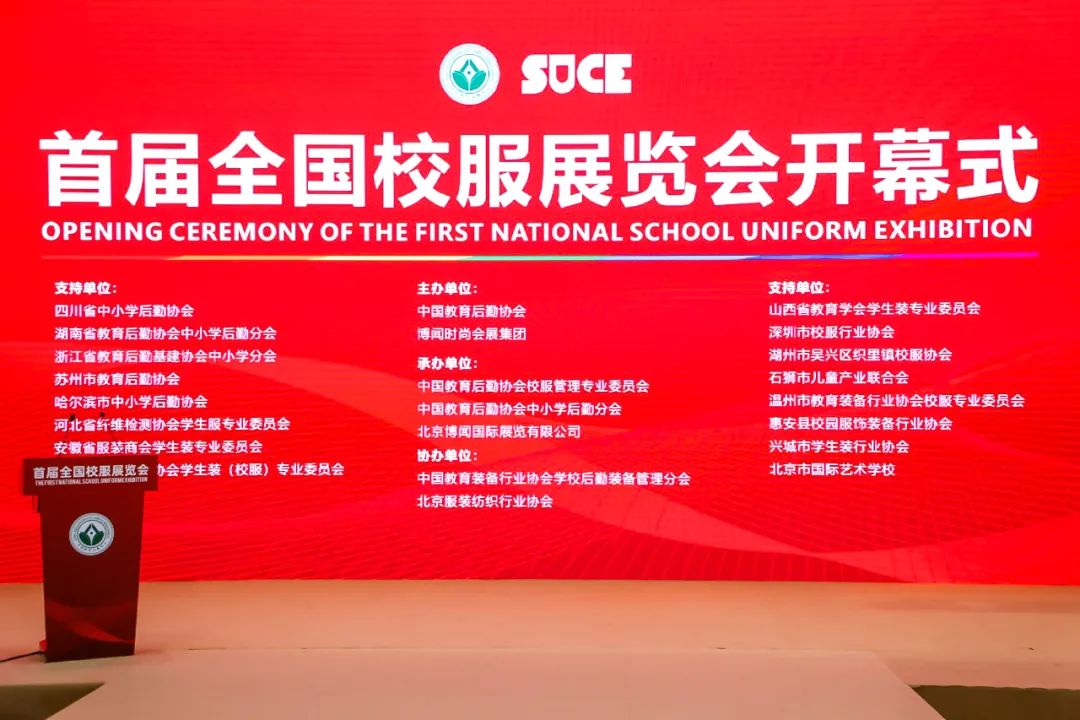 SUCE
首届全国校服展览会开幕式
OPENING CEREMONY OF THE FIRST NATIONAL SCHOOL UNIFORM EXHIBITION
支持单位：
四川省中小学后勤协会
湖南省教育后勤协会中小学后勤分会
浙江省教育后勤基建协会中小学分会
苏州市教育后勤协会
哈尔滨市中小学后勤协会
河北省纤维检测协会学生服专业委员会
安徽省服装商会学生装专业委员会
协会学生装（校服）专业委员会
主办单位：
中国教育后勤协会
博闻时尚会展集团
承办单位：
中国教育后勤协会校服管理专业委员会
中国教育后勤协会中小学后勤分会
北京博闻国际展览有限公司
协办单位：
中国教育装备行业协会学校后勤装备管理分会
北京服装纺织行业协会
支持单位：
山西省教育学会学生装专业委员会
深圳市校服行业协会
湖州市吴兴区织里镇校服协会
石狮市儿童产业联合会
温州市教育装备行业协会校服专业委员会
惠安县校园服饰装备行业协会
兴城市学生装行业协会
北京市国际艺术学校
首届全国校服展览会
THE FIRST NATIONAL SCHOOL UNIFORM EXHIBITION